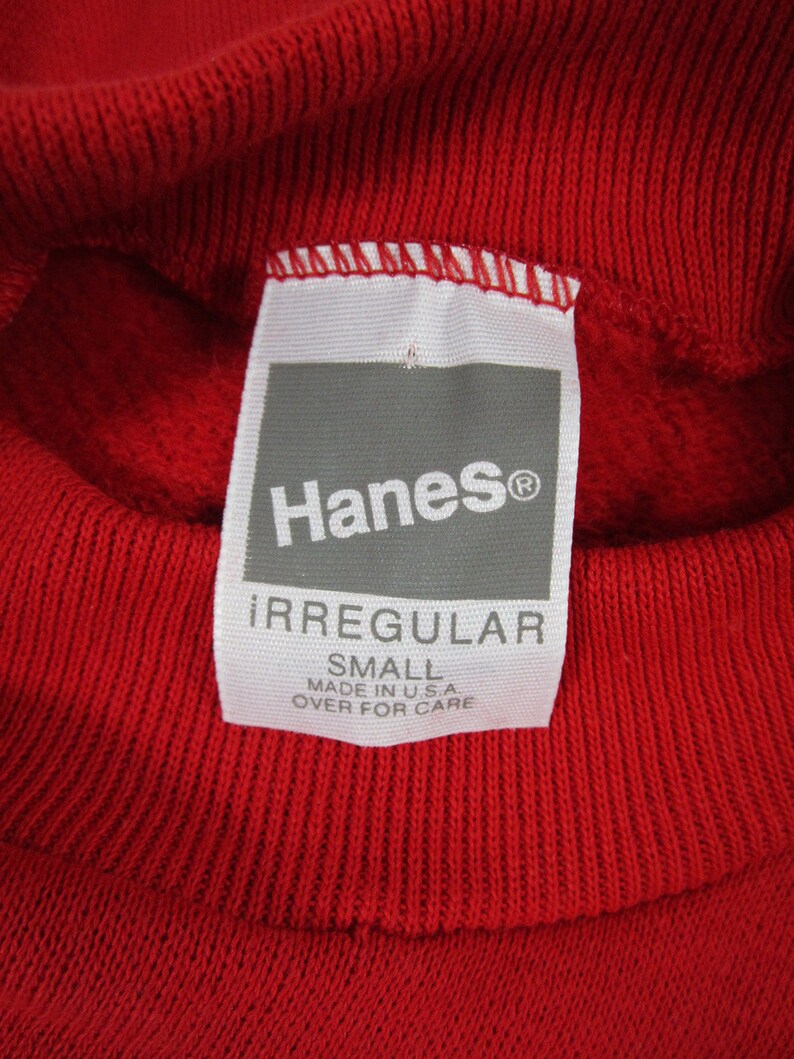 Hanes®
iRREGULAR
SMALL
MADE IN U.S.A
OVER FOR CARE